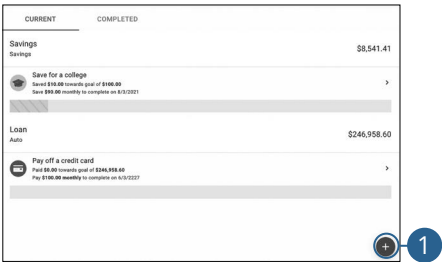 CURRENT COMPLETED
Savings $8,541.41
Savings
Save for a college
Saved $10.00 towards goal of $100.00
Save $90.00 monthly to complete on 6/3/2021
Loan $246,958.60
Auto
Pay off a credit card
Paid $0.00 towards goal of $246,958.60
Pay $100.00 monthly to complete on 6/3/2227
1